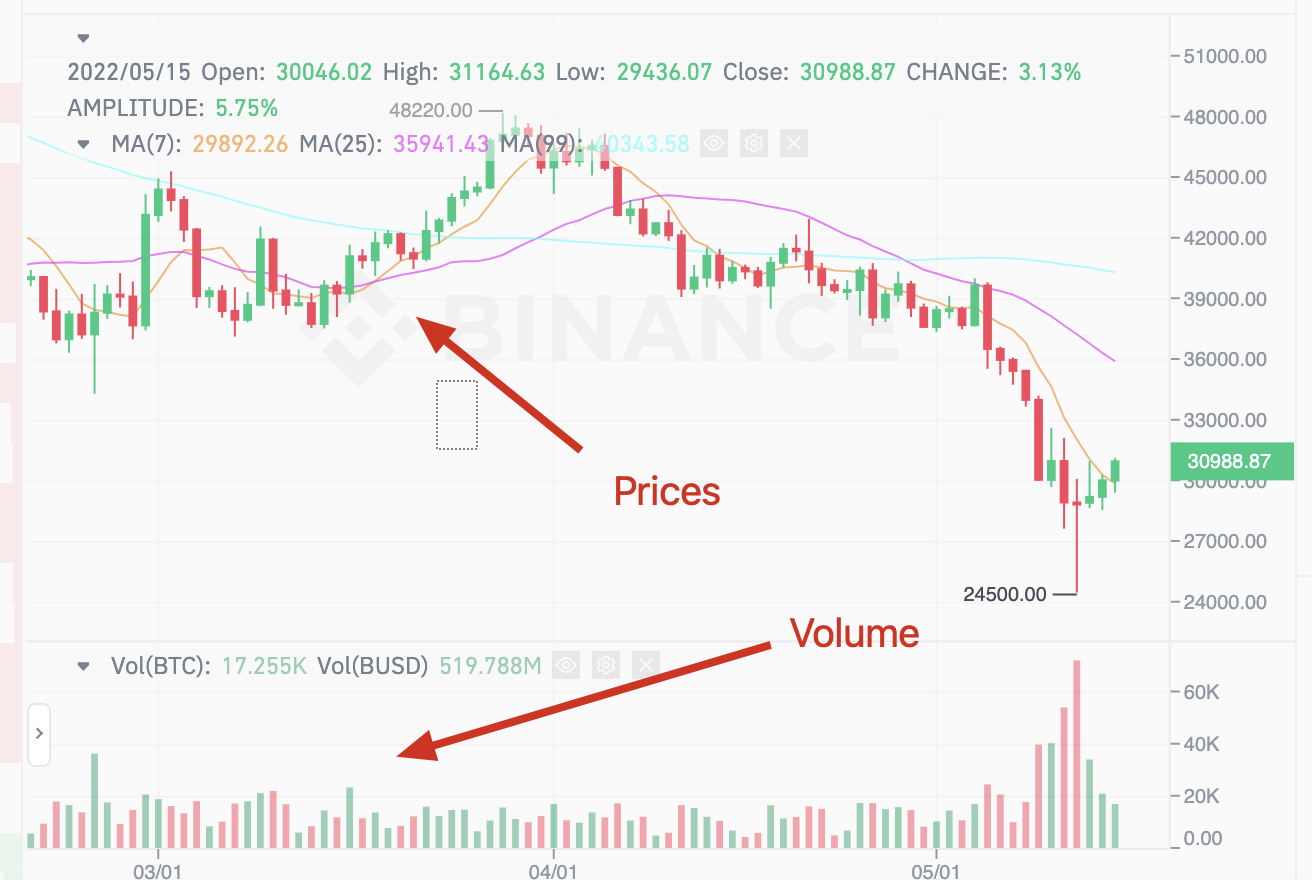 2022/05/15 Open: 30046.02 High: 31164.63 Low: 29436.07 Close: 30988.87 CHANGE: 3.13%
AMPLITUDE: 5.75%
48220.00
MA(7): 29892.26 MA(25): 35941.43 MA(99): 40343.58
51000.00
48000.00
45000.00
42000.00
39000.00
36000.00
33000.00
30988.87
30000.00
27000.00
24000.00
BINANCE
Prices
24500.00
Volume
Vol(BTC): 17.255K Vol(BUSD) 519.788M
60K
40K
20K
0.00
03/01 04/01 05/01